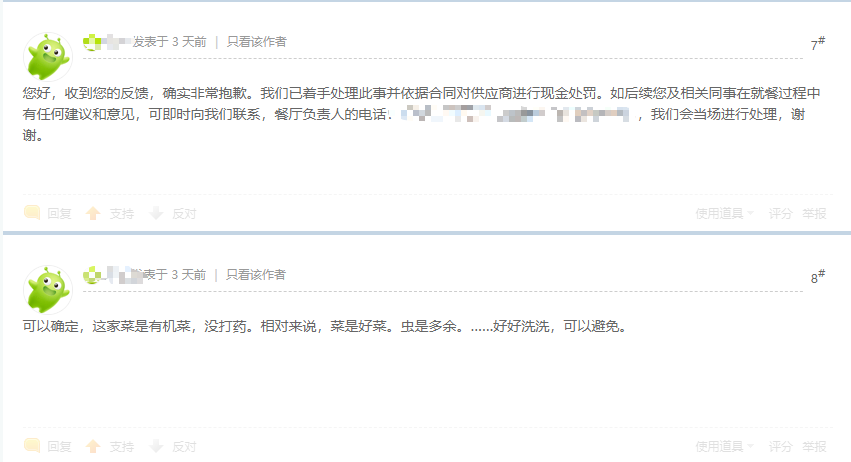 发表于 3 天前 | 只看该作者
7#
您好，收到您的反馈，确实非常抱歉。我们已着手处理此事并依据合同对供应商进行现金处罚。如后续您及相关同事在就餐过程中
有任何建议和意见，可即时向我们联系，餐厅负责人的电话： ，我们会当场进行处理，谢
谢。
回复 支持 反对 使用道具 评分 举报
发表于 3 天前 | 只看该作者
8#
可以确定，这家菜是有机菜，没打药。相对来说，菜是好菜。虫是多余。……好好洗洗，可以避免。
回复 支持 反对 使用道具 评分 举报